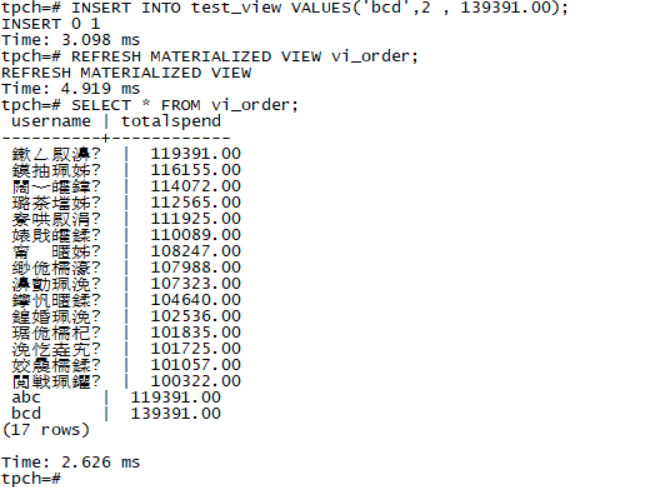 tpch=# INSERT INTO test_view VALUES('bcd',2 , 139391.00);
INSERT 0 1
Time: 3.098 ms
tpch=# REFRESH MATERIALIZED VIEW vi_order;
REFRESH MATERIALIZED VIEW
Time: 4.919 ms
tpch=# SELECT * FROM vi_order;
username | totalspend
----------+------------
| 119391.00
| 116155.00
| 114072.00
| 112565.00
| 111925.00
| 110089.00
| 108247.00
| 107988.00
| 107323.00
| 104640.00
| 102536.00
| 101835.00
| 101725.00
| 101057.00
| 100322.00
abc | 119391.00
bcd | 139391.00
(17 rows)
Time: 2.626 ms
tpch=#